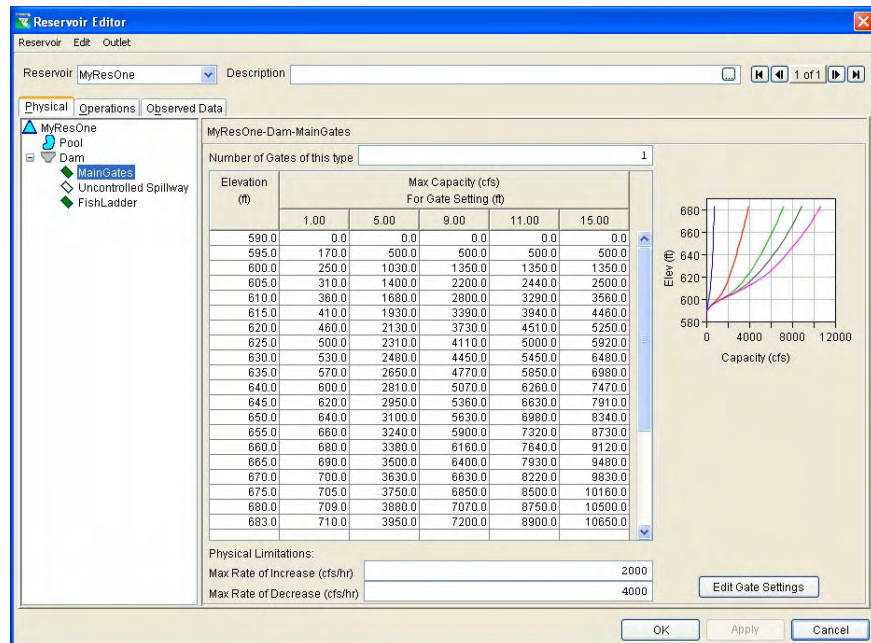 Reservoir Editor
Reservoir Edit Outlet
Reservoir MyResOne Description 1 of 1
Physical Operations Observed Data
MyResOne
Pool
Dam
MainGates
Uncontrolled Spillway
FishLadder
MyResOne-Dam-MainGates
Number of Gates of this type 1
Elevation Max Capacity (cfs)
(ft) For Gate Setting (ft)
1.00 5.00 9.00 11.00 15.00
590.0 0.0 0.0 0.0 0.0 0.0
595.0 170.0 500.0 500.0 500.0 500.0
600.0 250.0 1030.0 1350.0 1350.0 1350.0
605.0 310.0 1400.0 2200.0 2440.0 2500.0
610.0 360.0 1680.0 2800.0 3290.0 3560.0
615.0 410.0 1930.0 3390.0 3940.0 4460.0
620.0 460.0 2130.0 3730.0 4510.0 5250.0
625.0 500.0 2310.0 4110.0 5000.0 5920.0
630.0 530.0 2480.0 4450.0 5450.0 6480.0
635.0 570.0 2650.0 4770.0 5850.0 6980.0
640.0 600.0 2810.0 5070.0 6260.0 7470.0
645.0 620.0 2950.0 5360.0 6630.0 7910.0
650.0 640.0 3100.0 5630.0 6980.0 8340.0
655.0 660.0 3240.0 5900.0 7320.0 8730.0
660.0 680.0 3380.0 6160.0 7640.0 9120.0
665.0 690.0 3500.0 6400.0 7930.0 9480.0
670.0 700.0 3630.0 6630.0 8220.0 9830.0
675.0 705.0 3750.0 6850.0 8500.0 10160.0
680.0 709.0 3880.0 7070.0 8750.0 10500.0
683.0 710.0 3950.0 7200.0 8900.0 10650.0
Elev (ft)
680
660
640
620
600
580
0 4000 8000 12000
Capacity (cfs)
Physical Limitations:
Max Rate of Increase (cfs/hr) 2000
Max Rate of Decrease (cfs/hr) 4000
Edit Gate Settings
OK Apply Cancel